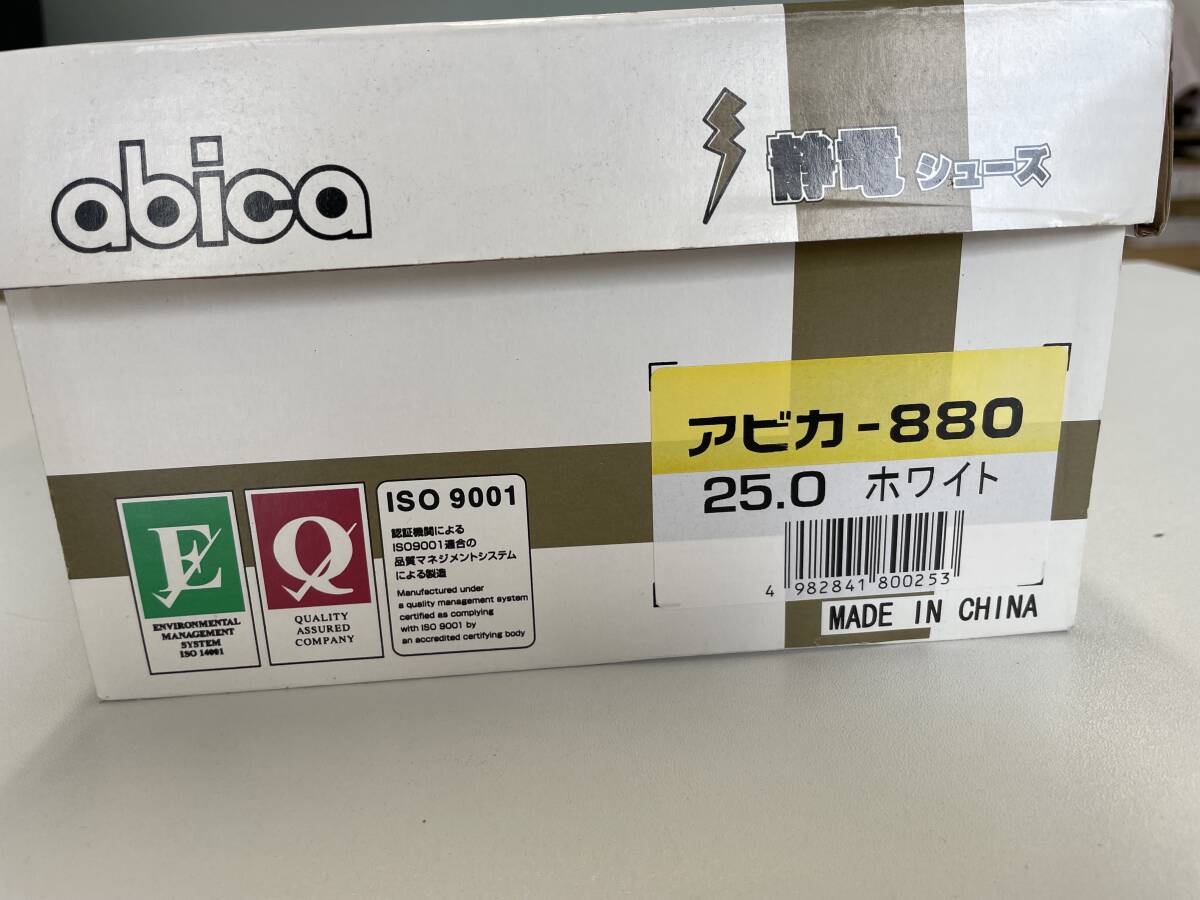 abica
静電 シューズ
アビカ-880
25.0 ホワイト
4 982841 800253
MADE IN CHINA
E
ENVIRONMENTAL
MANAGEMENT
SYSTEM
ISO 14001
Q
QUALITY
ASSURED
COMPANY
ISO 9001
認証機関による
ISO9001適合の
品質マネジメントシステム
による製造
Manufactured under
a quality management system
certified as complying
with ISO 9001 by
an accredited certifying body